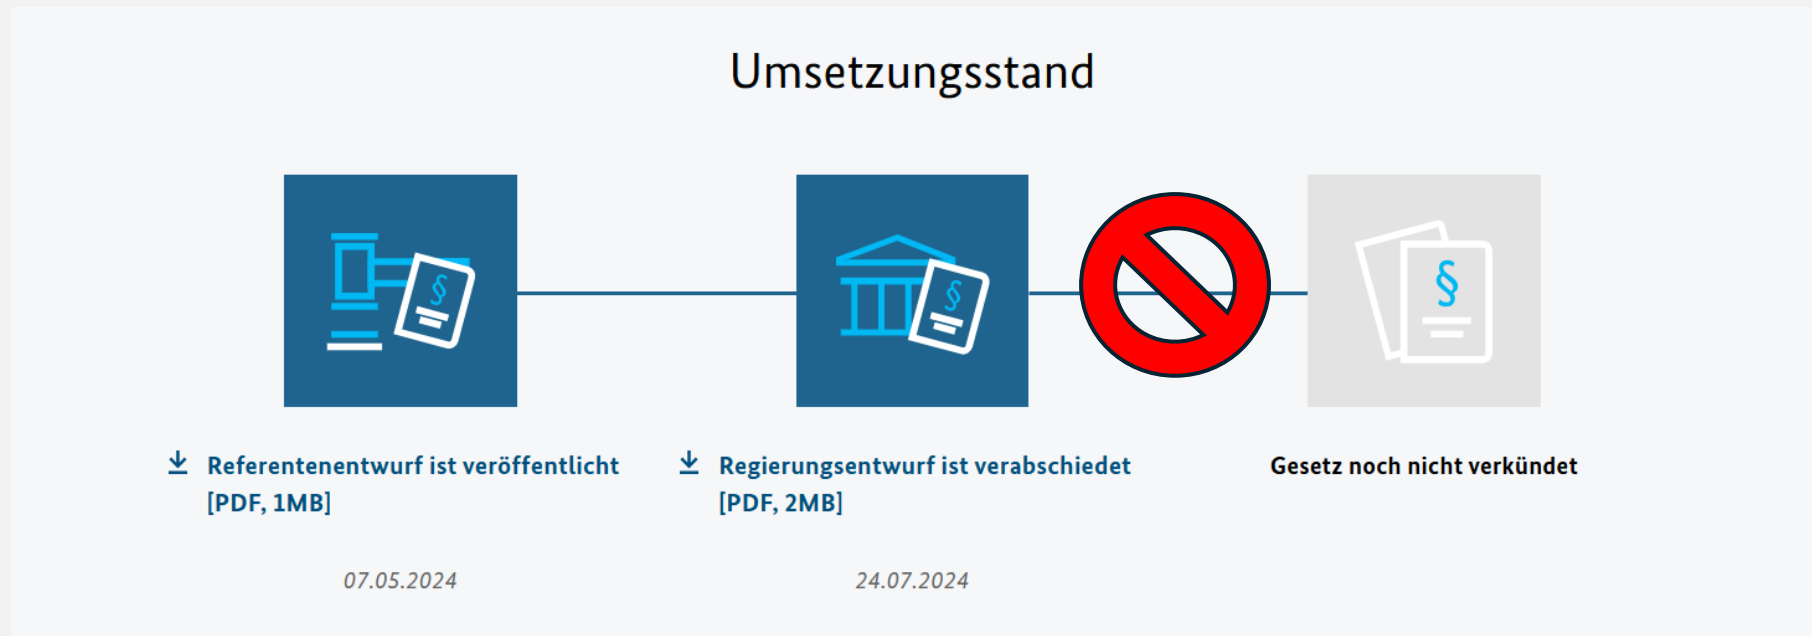 Umsetzungsstand
§
§
§
Referentenentwurf ist veröffentlicht
[PDF, 1MB]
07.05.2024
Regierungsentwurf ist verabschiedet
[PDF, 2MB]
24.07.2024
Gesetz noch nicht verkündet